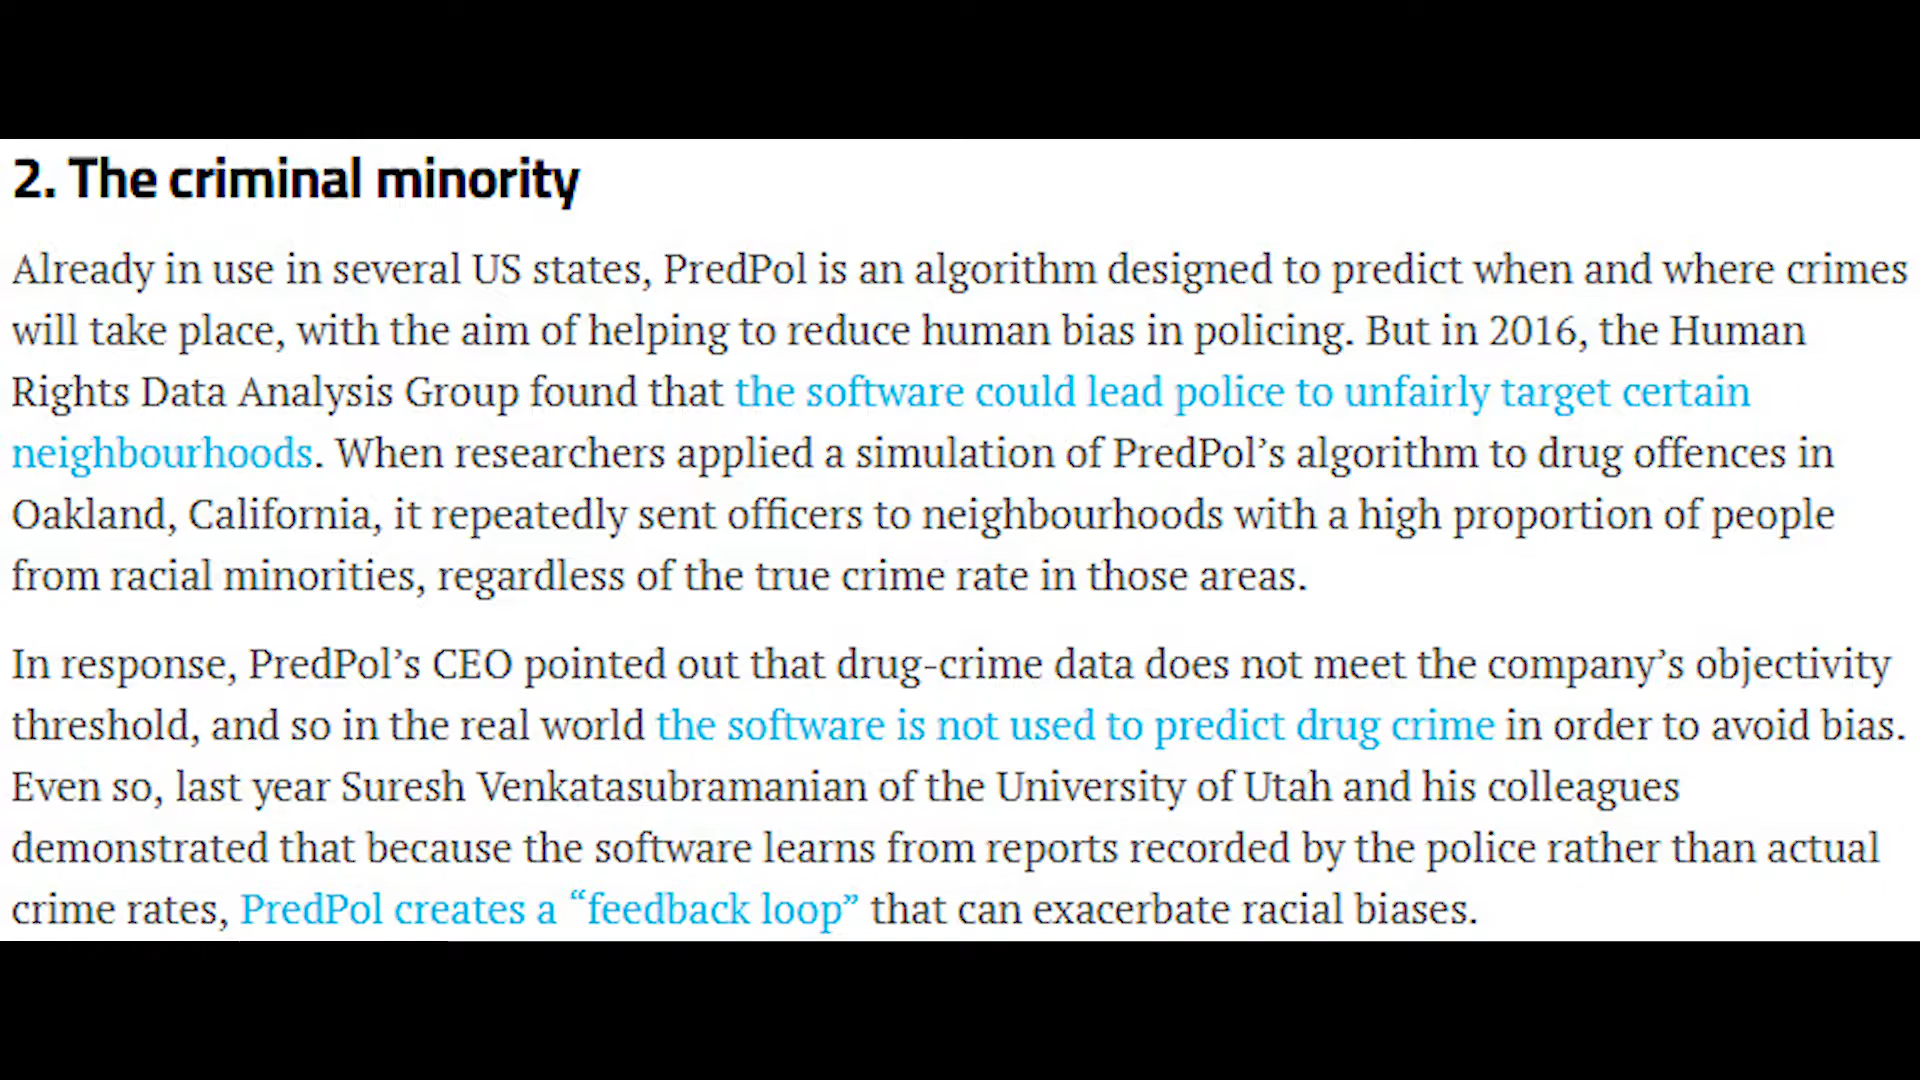 2. The criminal minority
Already in use in several US states, PredPol is an algorithm designed to predict when and where crimes
will take place, with the aim of helping to reduce human bias in policing. But in 2016, the Human
Rights Data Analysis Group found that the software could lead police to unfairly target certain
neighbourhoods. When researchers applied a simulation of PredPol’s algorithm to drug offences in
Oakland, California, it repeatedly sent officers to neighbourhoods with a high proportion of people
from racial minorities, regardless of the true crime rate in those areas.
In response, PredPol’s CEO pointed out that drug-crime data does not meet the company’s objectivity
threshold, and so in the real world the software is not used to predict drug crime in order to avoid bias.
Even so, last year Suresh Venkatasubramanian of the University of Utah and his colleagues
demonstrated that because the software learns from reports recorded by the police rather than actual
crime rates, PredPol creates a “feedback loop” that can exacerbate racial biases.